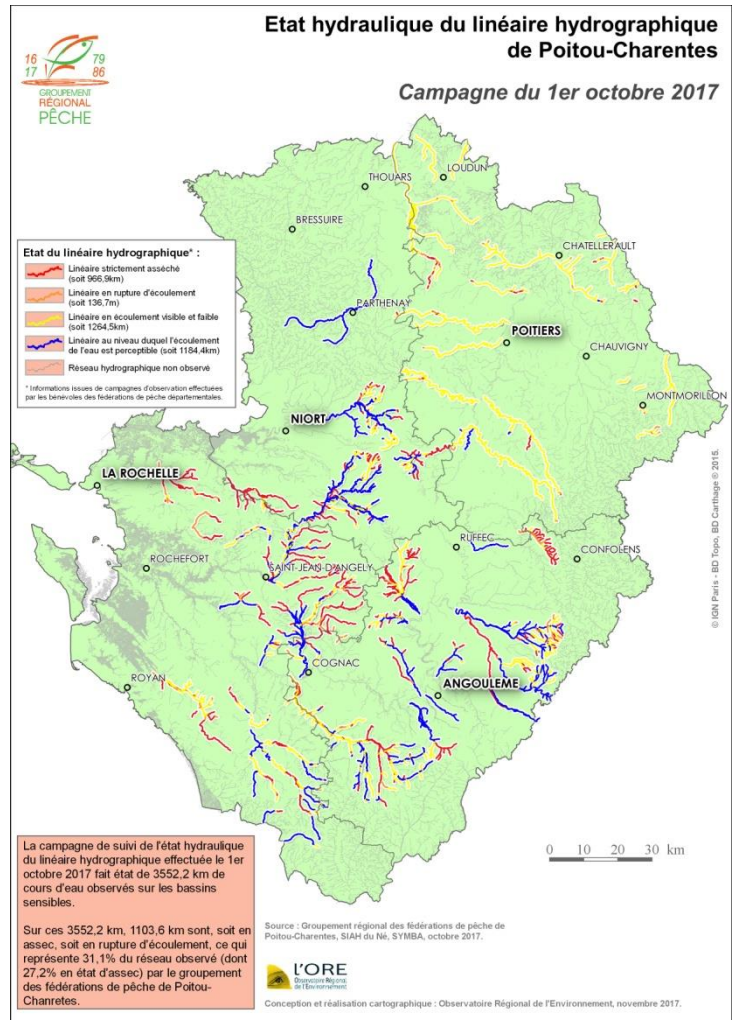 Etat hydraulique du linéaire hydrographique
de Poitou-Charentes
Campagne du 1er octobre 2017
16 79
17 86
GROUPEMENT
RÉGIONAL
PÊCHE
LOUDUN
THOUARS
BRESSUIRE
CHATELLERAULT
Etat du linéaire hydrographique* :
Linéaire strictement asséché
(soit 966,9km)
Linéaire en rupture d'écoulement
(soit 136,7m)
Linéaire en écoulement visible et faible
(soit 1264,5km)
Linéaire au niveau duquel l'écoulement
de l'eau est perceptible (soit 1184,4km)
Réseau hydrographique non observé
* Informations issues de campagnes d'observation effectuées
par les bénévoles des fédérations de pêche départementales.
PARTHENAY
POITIERS
CHAUVIGNY
MONTMORILLON
NIORT
LA ROCHELLE
RUFFEC
CONFOLENS
ROCHEFORT
SAINT-JEAN-D'ANGELY
COGNAC
ROYAN
ANGOULEME
© IGN Paris - BD Topo, BD Carthage © 2015.
La campagne de suivi de l'état hydraulique
du linéaire hydrographique effectuée le 1er
octobre 2017 fait état de 3552,2 km de
cours d'eau observés sur les bassins
sensibles.
Sur ces 3552,2 km, 1103,6 km sont, soit en
assec, soit en rupture d'écoulement, ce qui
représente 31,1% du réseau observé (dont
27,2% en état d'assec) par le groupement
des fédérations de pêche de Poitou-
Chanretes.
0 10 20 30 km
Source : Groupement régional des fédérations de pêche de
Poitou-Charentes, SIAH du Né, SYMBA, octobre 2017.
L'ORE
Observatoire Régional
de l'Environnement
Conception et réalisation cartographique : Observatoire Régional de l'Environnement, novembre 2017.